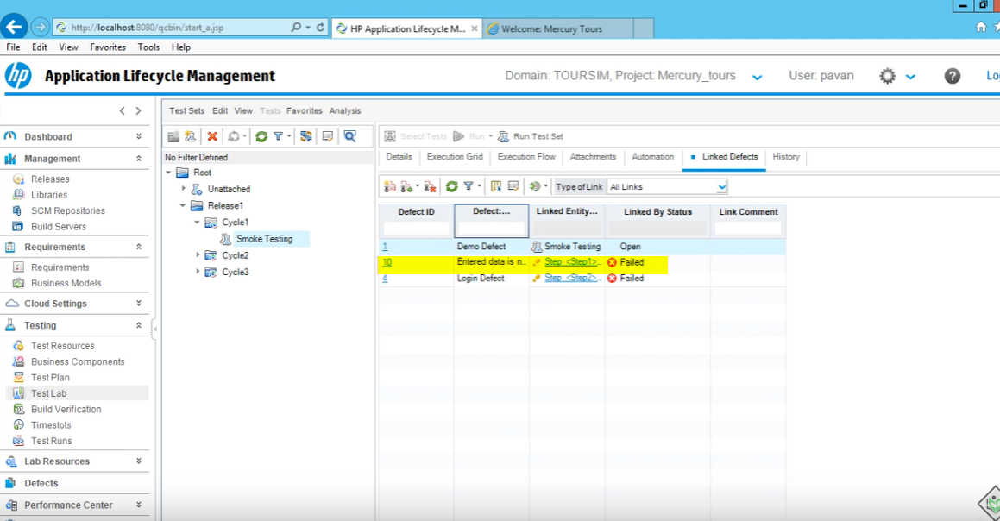 http://localhost:8080/qcbin/start_a.jsp
HP Application Lifecycle M...
Welcome: Mercury Tours
File Edit View Favorites Tools Help
hp
Application Lifecycle Management
Domain: TOURSIM, Project: Mercury_tours
User: pavan
Lo
Dashboard
Management
Releases
Libraries
SCM Repositories
Build Servers
Requirements
Requirements
Business Models
Cloud Settings
Testing
Test Resources
Business Components
Test Plan
Test Lab
Build Verification
Timeslots
Test Runs
Lab Resources
Defects
Performance Center
Test Sets Edit View Tests Favorites Analysis
No Filter Defined
Root
Unattached
Release1
Cycle1
Smoke Testing
Cycle2
Cycle3
Select Tests Run Run Test Set
Details Execution Grid Execution Flow Attachments Automation Linked Defects History
Type of Link All Links
Defect ID Defect:... Linked Entity... Linked By Status Link Comment
1 Demo Defect Smoke Testing Open
10 Entered data is n... Step <Step1>... Failed
4 Login Defect Step <Step2>... Failed